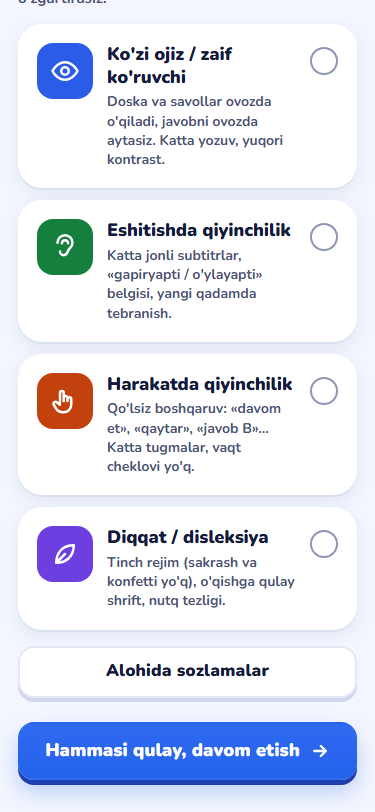 o'zgartirasiz.
Ko'zi ojiz / zaif
ko'ruvchi
Doska va savollar ovozda
o'qiladi, javobni ovozda
aytasiz. Katta yozuv, yuqori
kontrast.
Eshitishda qiyinchilik
Katta jonli subtitrlar,
«gapiryapti / o'ylayapti»
belgisi, yangi qadamda
tebranish.
Harakatda qiyinchilik
Qo'lsiz boshqaruv: «davom
et», «qaytar», «javob B»...
Katta tugmalar, vaqt
cheklovi yo'q.
Diqqat / disleksiya
Tinch rejim (sakrash va
konfetti yo'q), o'qishga qulay
shrift, nutq tezligi.
Alohida sozlamalar
Hammasi qulay, davom etish →